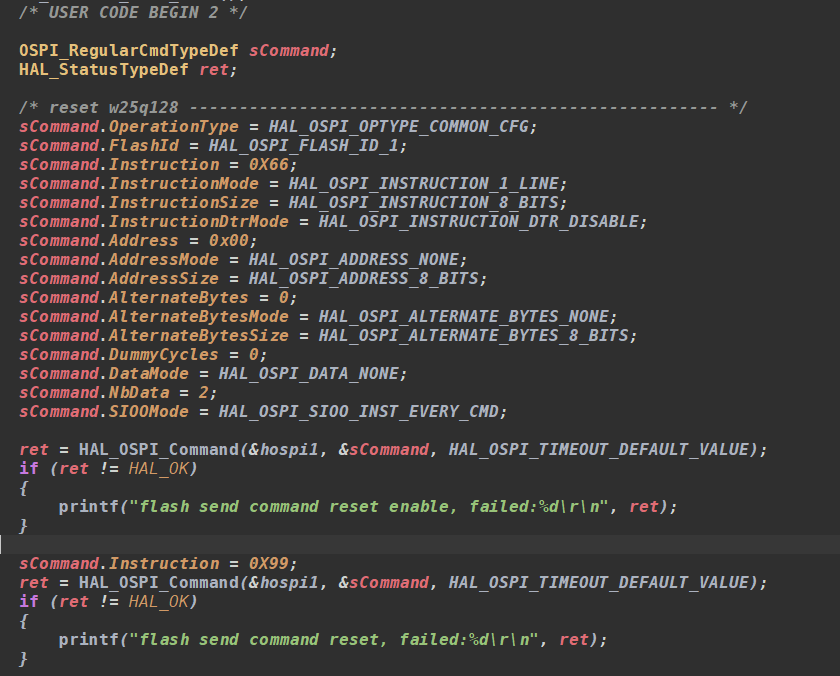 /* USER CODE BEGIN 2 */
OSPI_RegularCmdTypeDef sCommand;
HAL_StatusTypeDef ret;
/* reset w25q128 ----------------------------------------------------- */
sCommand.OperationType = HAL_OSPI_OPTYPE_COMMON_CFG;
sCommand.FlashId = HAL_OSPI_FLASH_ID_1;
sCommand.Instruction = 0X66;
sCommand.InstructionMode = HAL_OSPI_INSTRUCTION_1_LINE;
sCommand.InstructionSize = HAL_OSPI_INSTRUCTION_8_BITS;
sCommand.InstructionDtrMode = HAL_OSPI_INSTRUCTION_DTR_DISABLE;
sCommand.Address = 0x00;
sCommand.AddressMode = HAL_OSPI_ADDRESS_NONE;
sCommand.AddressSize = HAL_OSPI_ADDRESS_8_BITS;
sCommand.AlternateBytes = 0;
sCommand.AlternateBytesMode = HAL_OSPI_ALTERNATE_BYTES_NONE;
sCommand.AlternateBytesSize = HAL_OSPI_ALTERNATE_BYTES_8_BITS;
sCommand.DummyCycles = 0;
sCommand.DataMode = HAL_OSPI_DATA_NONE;
sCommand.NbData = 2;
sCommand.SIOOMode = HAL_OSPI_SIOO_INST_EVERY_CMD;
ret = HAL_OSPI_Command(&hospi1, &sCommand, HAL_OSPI_TIMEOUT_DEFAULT_VALUE);
if (ret != HAL_OK)
{
printf("flash send command reset enable, failed:%d\r\n", ret);
}
sCommand.Instruction = 0X99;
ret = HAL_OSPI_Command(&hospi1, &sCommand, HAL_OSPI_TIMEOUT_DEFAULT_VALUE);
if (ret != HAL_OK)
{
printf("flash send command reset, failed:%d\r\n", ret);
}